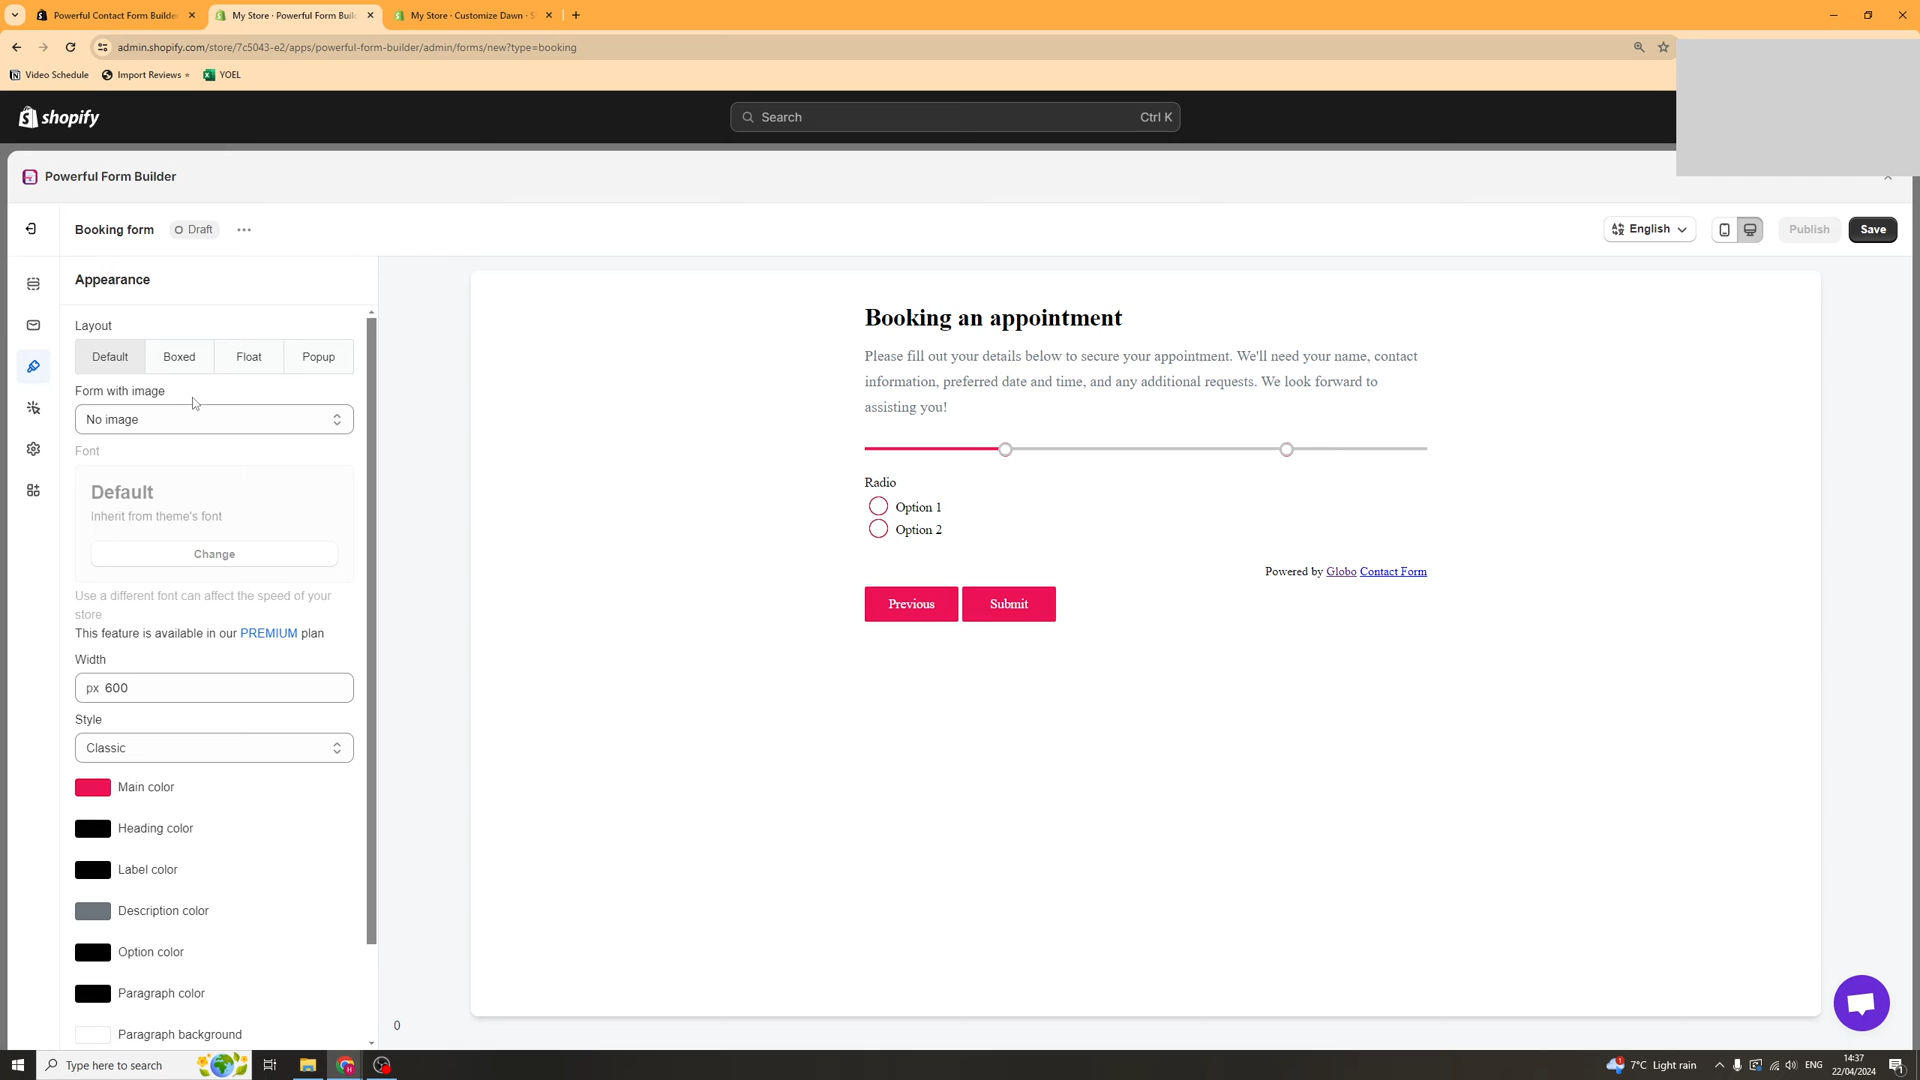 Powerful Contact Form Builder
My Store · Powerful Form Buil
My Store · Customize Dawn · S
admin.shopify.com/store/7c5043-e2/apps/powerful-form-builder/admin/forms/new?type=booking
Video Schedule
Import Reviews
YOEL
shopify
Search
Ctrl K
Powerful Form Builder
Booking form
Draft
English
Publish
Save
Appearance
Layout
Default
Boxed
Float
Popup
Form with image
No image
Font
Default
Inherit from theme's font
Change
Use a different font can affect the speed of your
store
This feature is available in our PREMIUM plan
Width
px 600
Style
Classic
Main color
Heading color
Label color
Description color
Option color
Paragraph color
Paragraph background
Booking an appointment
Please fill out your details below to secure your appointment. We'll need your name, contact
information, preferred date and time, and any additional requests. We look forward to
assisting you!
Radio
Option 1
Option 2
Powered by Globo Contact Form
Previous
Submit
0
Type here to search
7°C Light rain
ENG
14:37
22/04/2024